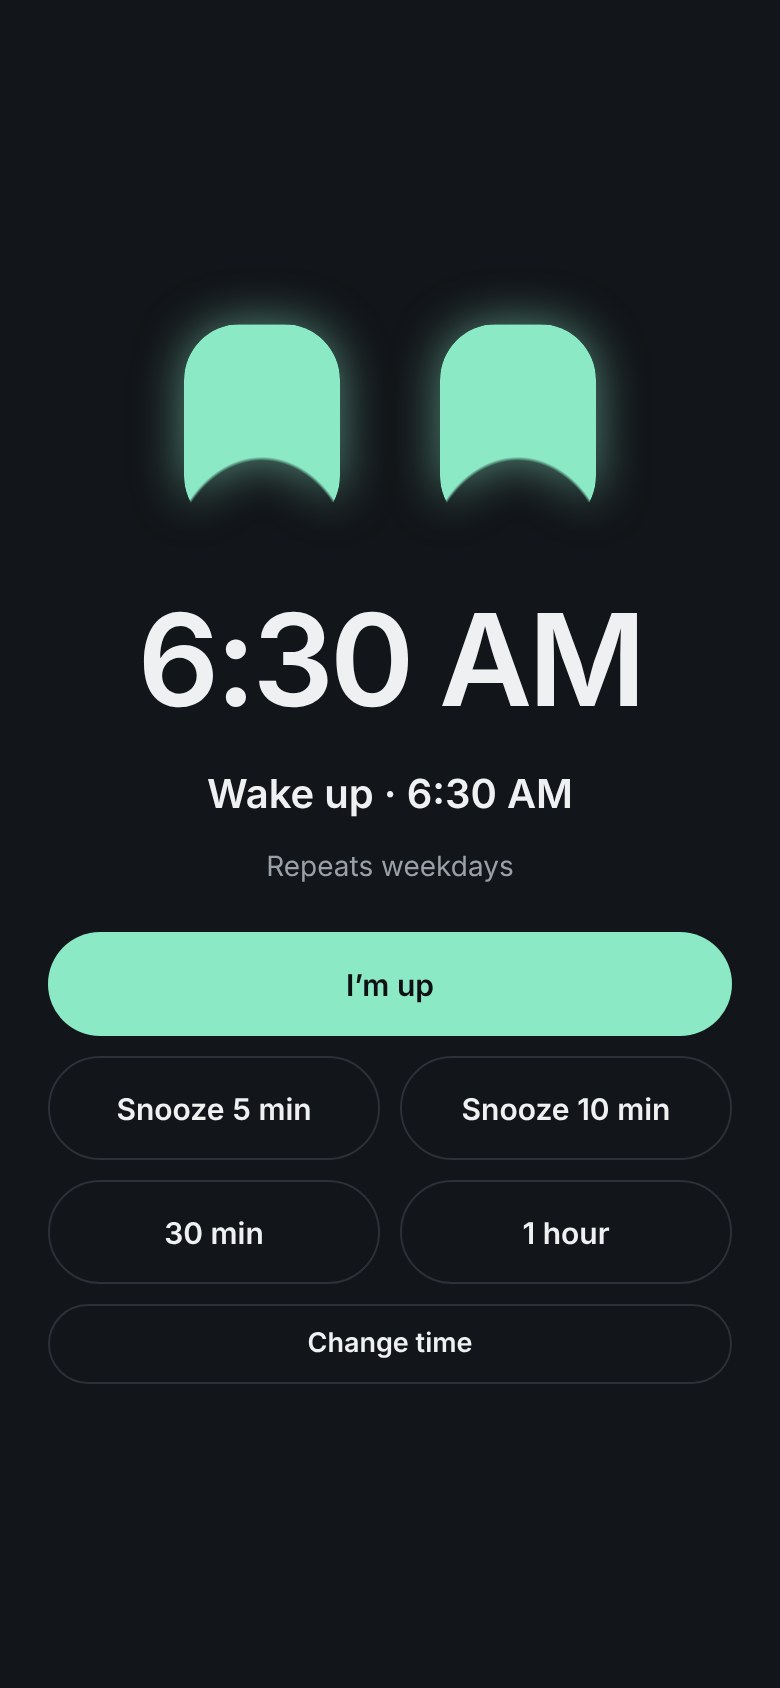 6:30 AM
Wake up · 6:30 AM
Repeats weekdays
I’m up
Snooze 5 min
Snooze 10 min
30 min
1 hour
Change time